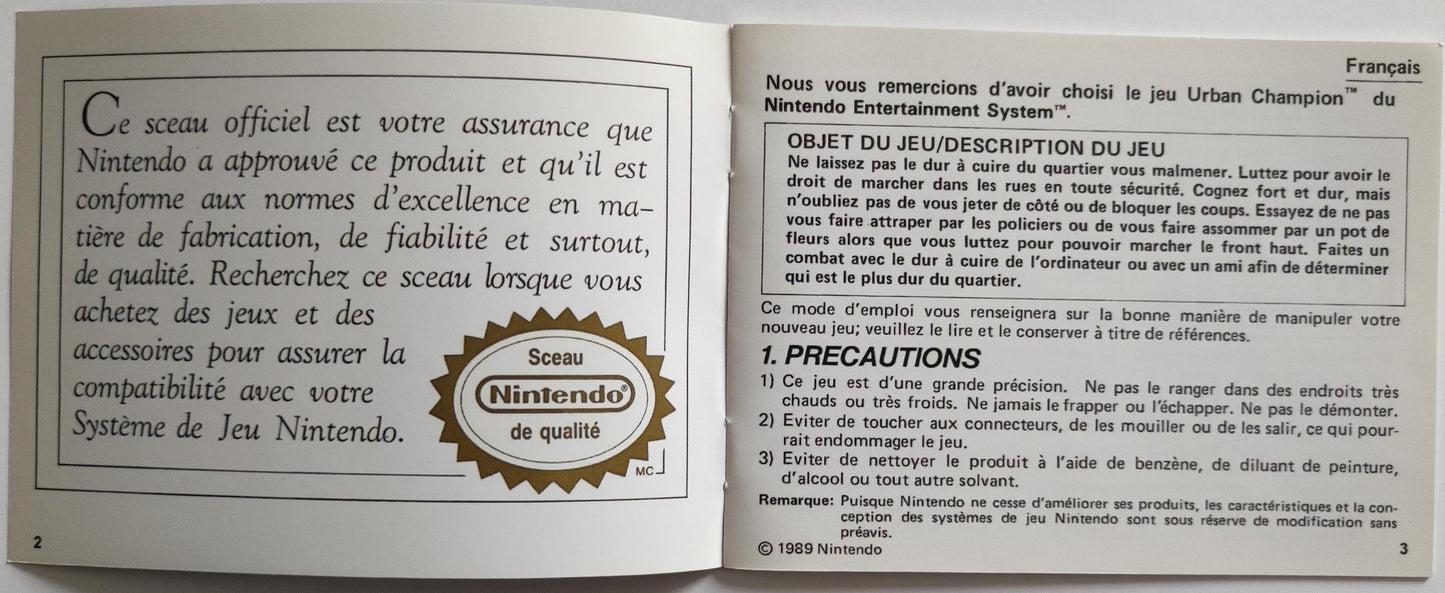 Ce sceau officiel est votre assurance que
Nintendo a approuvé ce produit et qu'il est
conforme aux normes d'excellence en ma-
tière de fabrication, de fiabilité et surtout,
de qualité. Recherchez ce sceau lorsque vous
achetez des jeux et des
accessoires pour assurer la
compatibilité avec votre
Système de Jeu Nintendo.
Sceau
Nintendo®
de qualité
MC
2
Français
Nous vous remercions d'avoir choisi le jeu Urban Champion™ du
Nintendo Entertainment System™.
OBJET DU JEU/DESCRIPTION DU JEU
Ne laissez pas le dur à cuire du quartier vous malmener. Luttez pour avoir le
droit de marcher dans les rues en toute sécurité. Cognez fort et dur, mais
n'oubliez pas de vous jeter de côté ou de bloquer les coups. Essayez de ne pas
vous faire attraper par les policiers ou de vous faire assommer par un pot de
fleurs alors que vous luttez pour pouvoir marcher le front haut. Faites un
combat avec le dur à cuire de l'ordinateur ou avec un ami afin de déterminer
qui est le plus dur du quartier.
Ce mode d'emploi vous renseignera sur la bonne manière de manipuler votre
nouveau jeu; veuillez le lire et le conserver à titre de références.
1. PRECAUTIONS
1) Ce jeu est d'une grande précision. Ne pas le ranger dans des endroits très
chauds ou très froids. Ne jamais le frapper ou l'échapper. Ne pas le démonter.
2) Eviter de toucher aux connecteurs, de les mouiller ou de les salir, ce qui pour-
rait endommager le jeu.
3) Eviter de nettoyer le produit à l'aide de benzène, de diluant de peinture,
d'alcool ou tout autre solvant.
Remarque: Puisque Nintendo ne cesse d'améliorer ses produits, les caractéristiques et la con-
ception des systèmes de jeu Nintendo sont sous réserve de modification sans
préavis.
© 1989 Nintendo
3